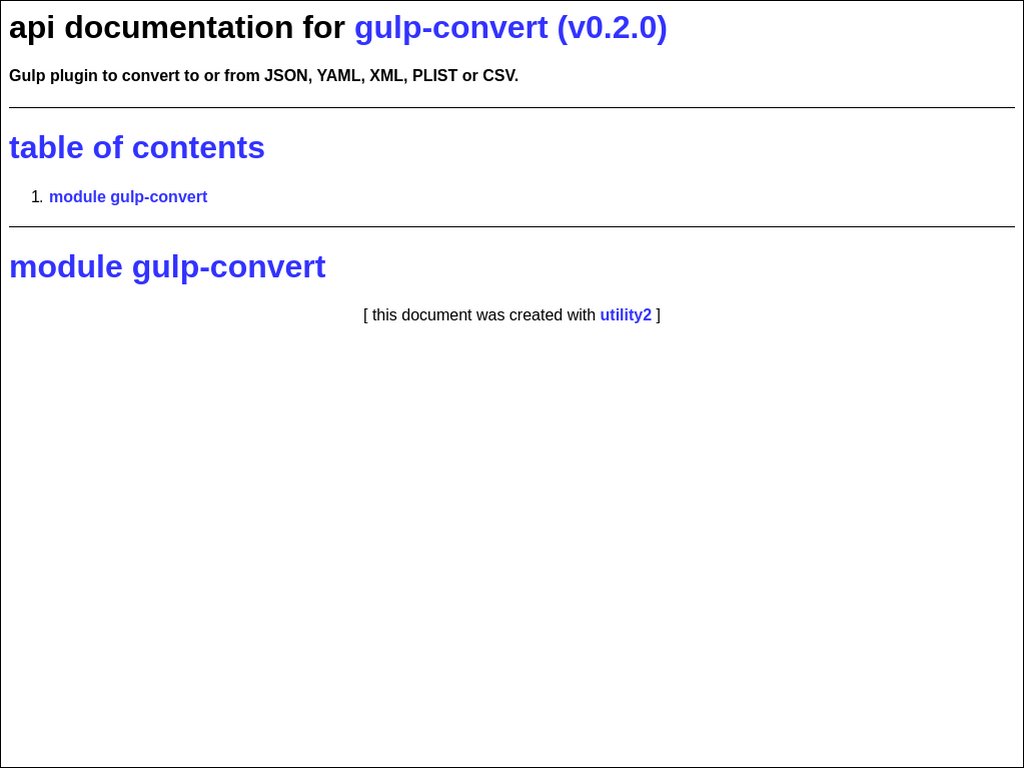 api documentation for gulp-convert (v0.2.0)
Gulp plugin to convert to or from JSON, YAML, XML, PLIST or CSV.
table of contents
1. module gulp-convert
module gulp-convert
[ this document was created with utility2 ]